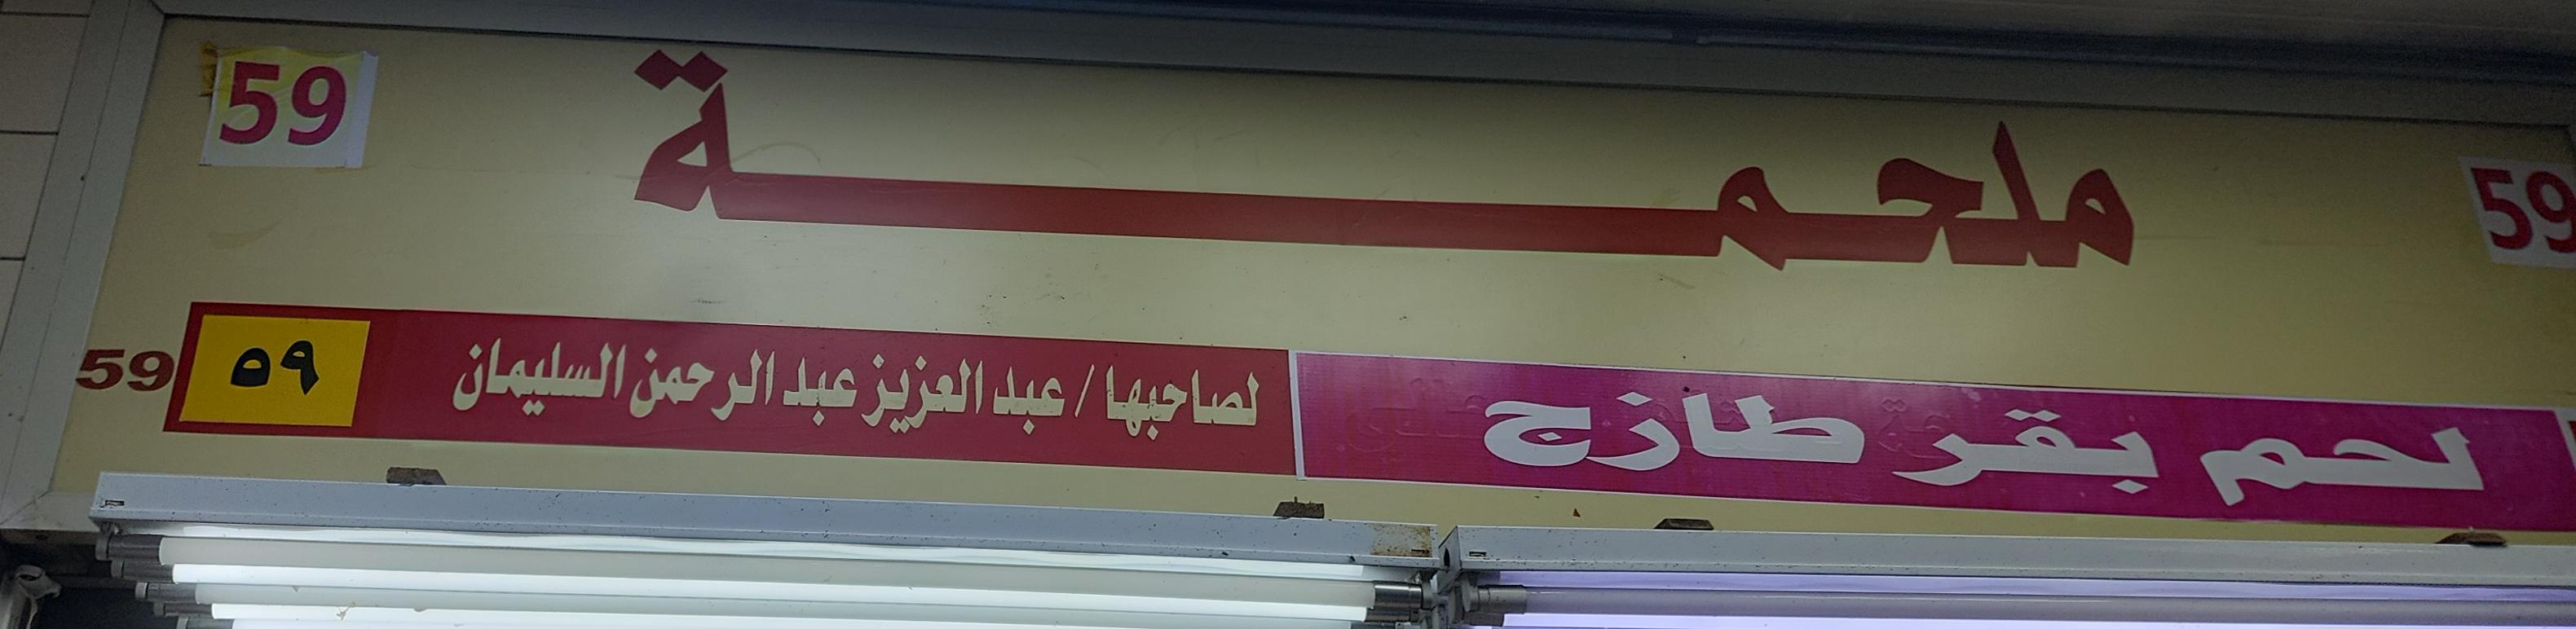 59
ملحمة
59
لحم بقر طازج
لصاحبها / عبد العزيز عبد الرحمن السليمان
٥٩
59